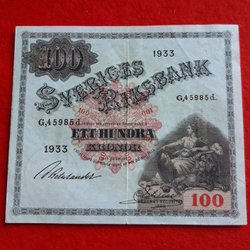 100
1933
SVERIGES
RIKSBANK
G,45985d.
G,45985d.
ETT HUNDRA
1933
KRONOR
100